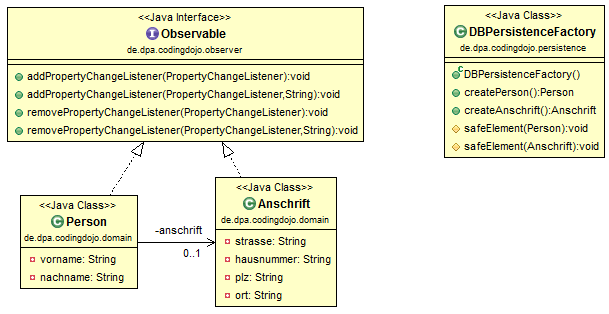 <<Java Interface>>
Observable
de.dpa.codingdojo.observer
addPropertyChangeListener(PropertyChangeListener):void
addPropertyChangeListener(PropertyChangeListener,String):void
removePropertyChangeListener(PropertyChangeListener):void
removePropertyChangeListener(PropertyChangeListener,String):void
<<Java Class>>
DBPersistenceFactory
de.dpa.codingdojo.persistence
DBPersistenceFactory()
createPerson():Person
createAnschrift():Anschrift
safeElement(Person):void
safeElement(Anschrift):void
<<Java Class>>
Person
de.dpa.codingdojo.domain
vorname: String
nachname: String
-anschrift
0..1
<<Java Class>>
Anschrift
de.dpa.codingdojo.domain
strasse: String
hausnummer: String
plz: String
ort: String